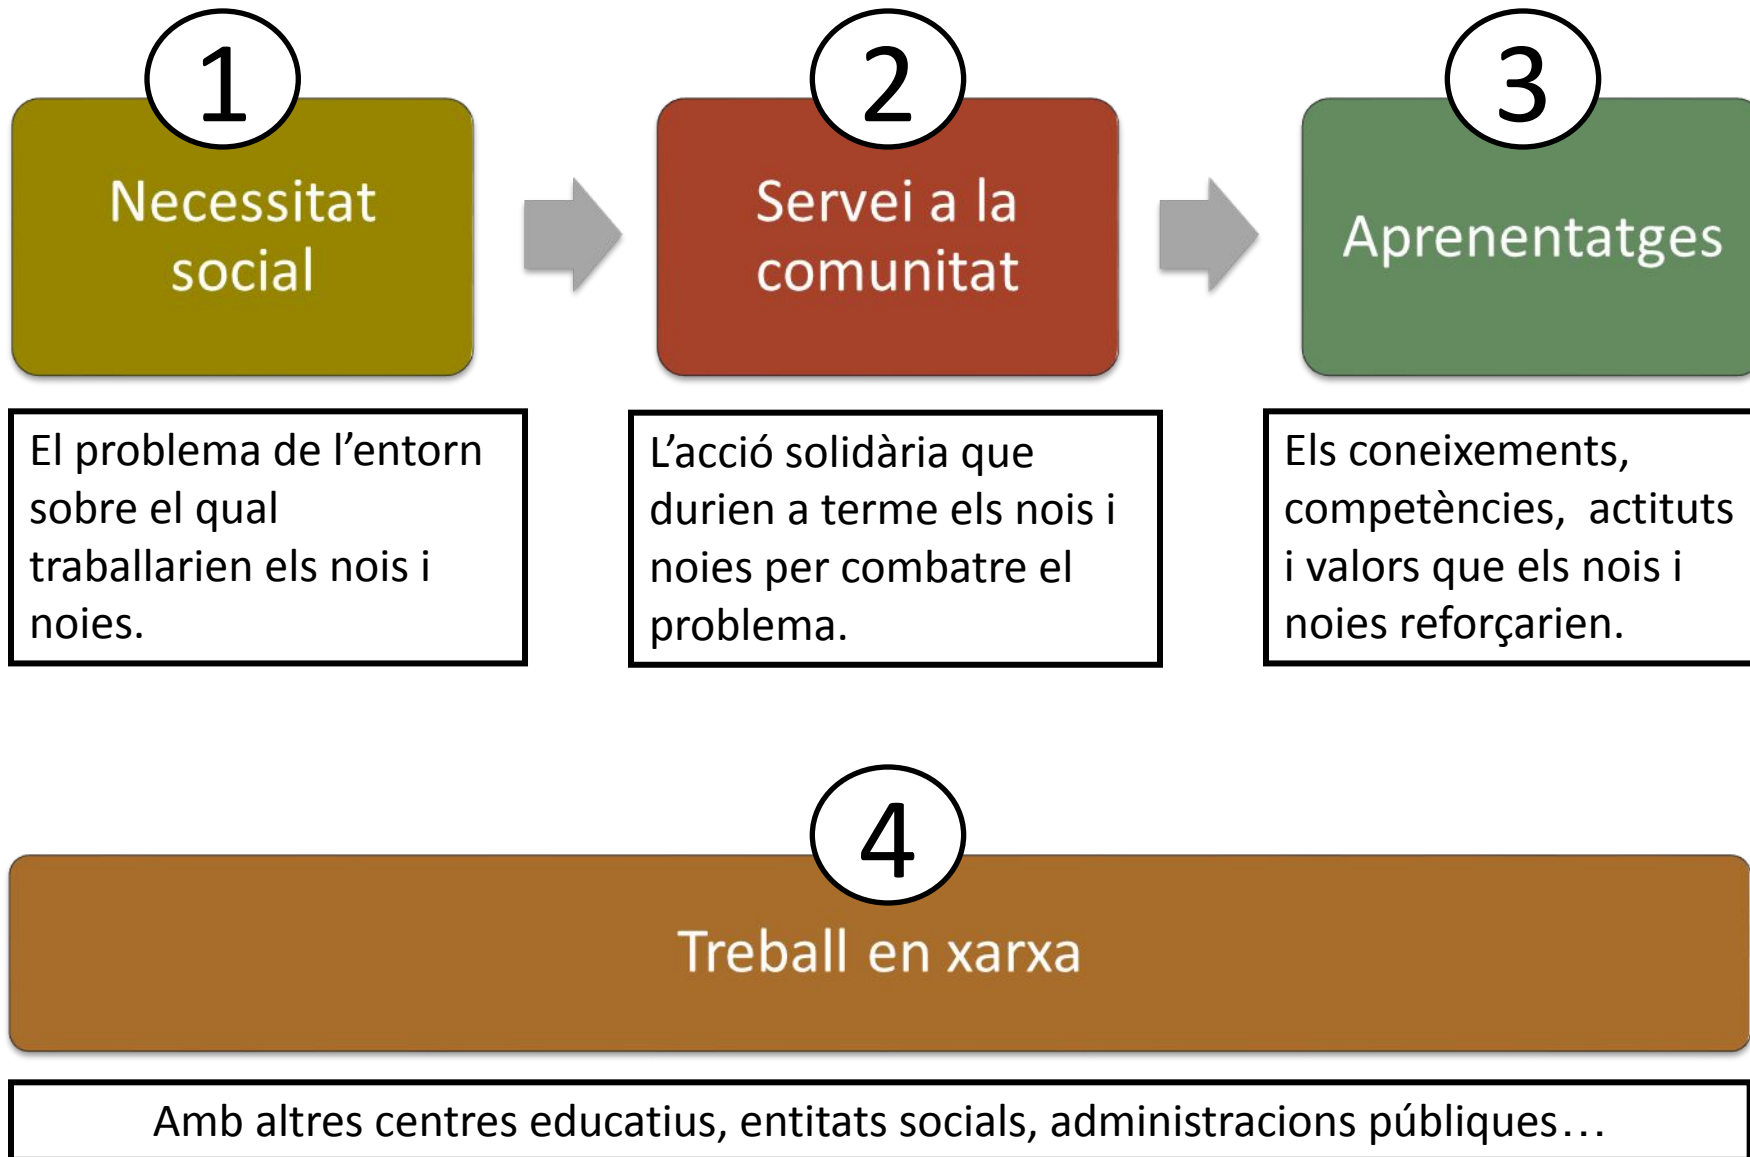 1
Necessitat
social
El problema de l’entorn
sobre el qual
traballarien els nois i
noies.
2
Servei a la
comunitat
L’acció solidària que
durien a terme els nois i
noies per combatre el
problema.
3
Aprenentatges
Els coneixements,
competències, actituts
i valors que els nois i
noies reforçarien.
4
Treball en xarxa
Amb altres centres educatius, entitats socials, administracions públiques…